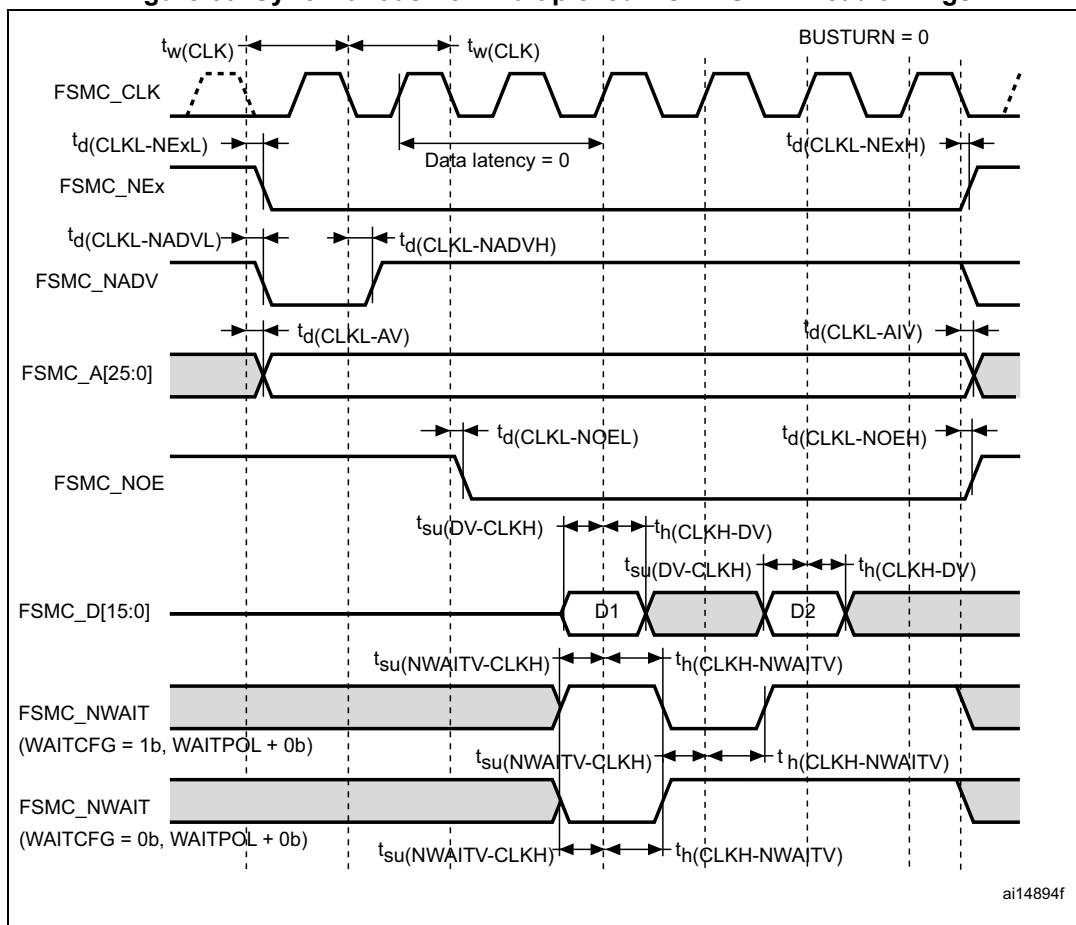 BUSTURN = 0
tw(CLK)
tw(CLK)
FSMC_CLK
td(CLKL-NExL)
Data latency = 0
td(CLKL-NExH)
FSMC_NEx
td(CLKL-NADVL)
td(CLKL-NADVH)
FSMC_NADV
td(CLKL-AV)
td(CLKL-AIV)
FSMC_A[25:0]
td(CLKL-NOEL)
td(CLKL-NOEH)
FSMC_NOE
tsu(DV-CLKH)
th(CLKH-DV)
tsu(DV-CLKH)
th(CLKH-DV)
FSMC_D[15:0]
D1
D2
tsu(NWAITV-CLKH)
th(CLKH-NWAITV)
FSMC_NWAIT
(WAITCFG = 1b, WAITPOL + 0b)
tsu(NWAITV-CLKH)
th(CLKH-NWAITV)
FSMC_NWAIT
(WAITCFG = 0b, WAITPOL + 0b)
tsu(NWAITV-CLKH)
th(CLKH-NWAITV)
ai14894f